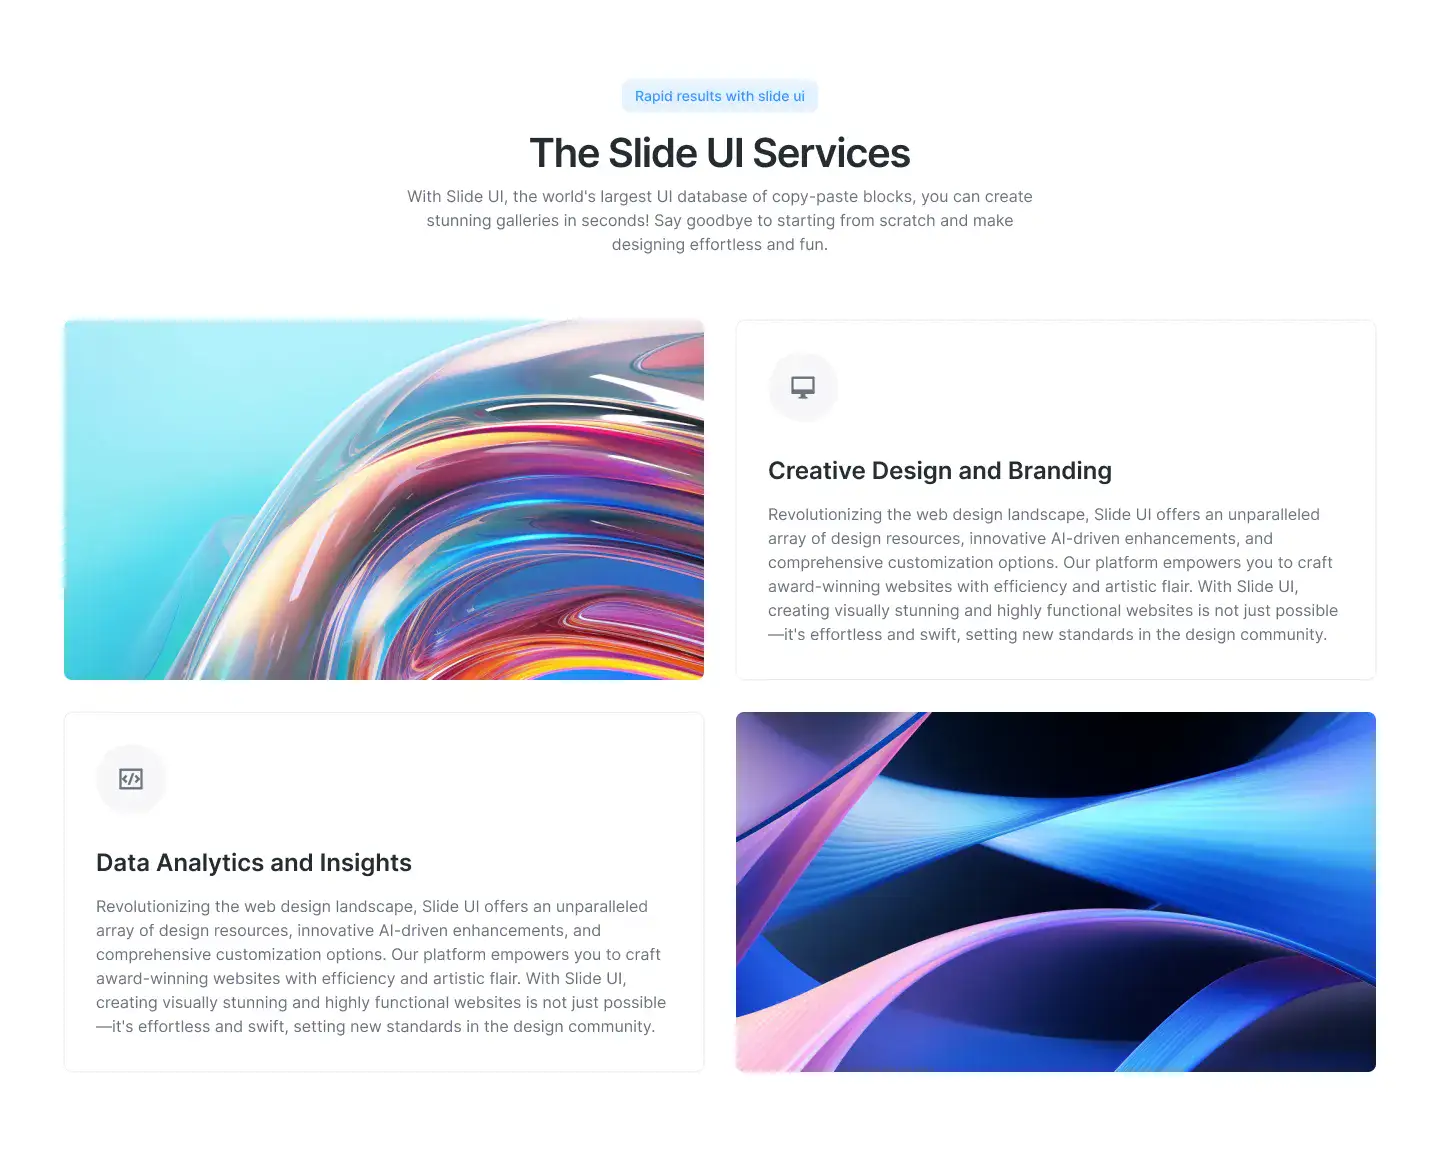 Rapid results with slide ui
The Slide UI Services
With Slide UI, the world's largest UI database of copy-paste blocks, you can create
stunning galleries in seconds! Say goodbye to starting from scratch and make
designing effortless and fun.
Creative Design and Branding
Revolutionizing the web design landscape, Slide UI offers an unparalleled
array of design resources, innovative AI-driven enhancements, and
comprehensive customization options. Our platform empowers you to craft
award-winning websites with efficiency and artistic flair. With Slide UI,
creating visually stunning and highly functional websites is not just possible
—it's effortless and swift, setting new standards in the design community.
Data Analytics and Insights
Revolutionizing the web design landscape, Slide UI offers an unparalleled
array of design resources, innovative AI-driven enhancements, and
comprehensive customization options. Our platform empowers you to craft
award-winning websites with efficiency and artistic flair. With Slide UI,
creating visually stunning and highly functional websites is not just possible
—it's effortless and swift, setting new standards in the design community.